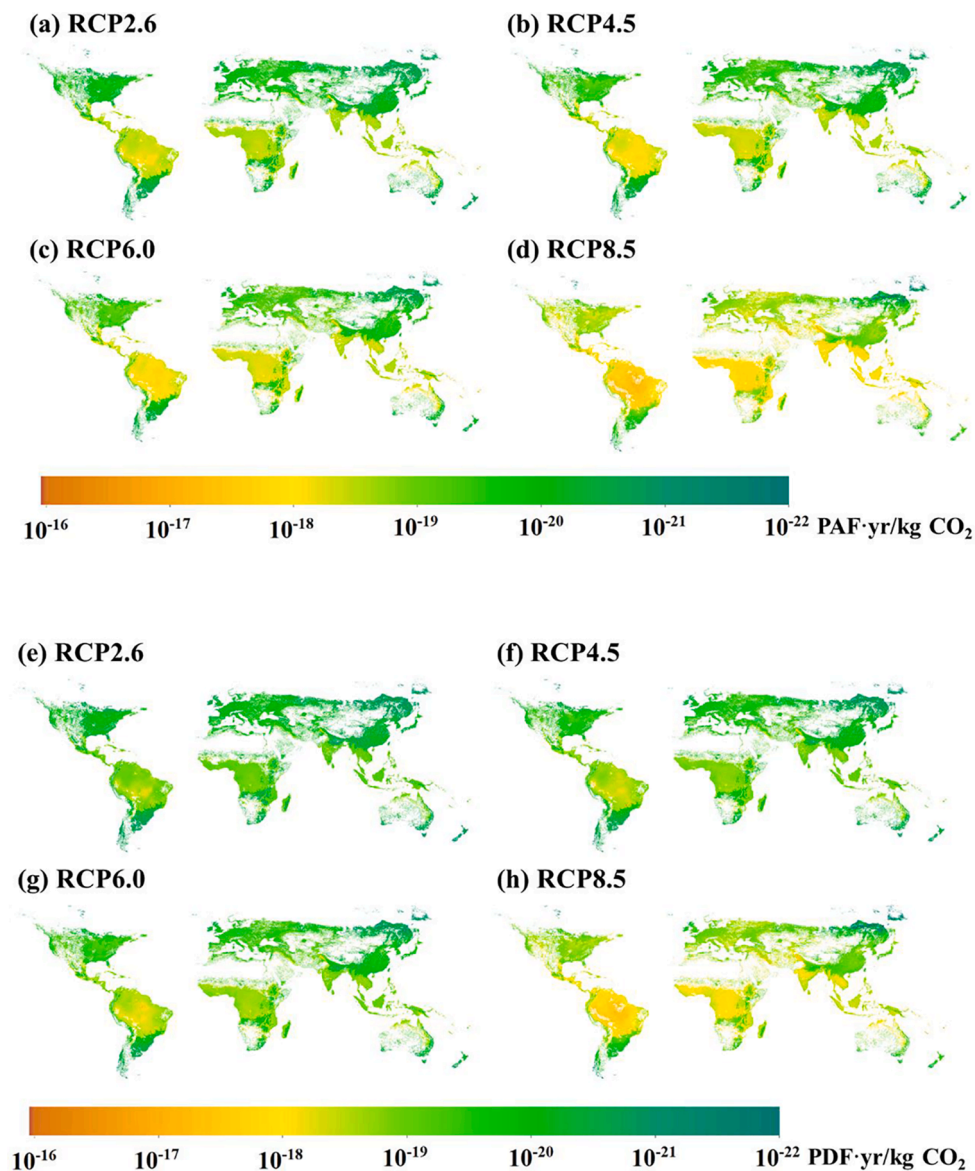 (a) RCP2.6 (b) RCP4.5
(c) RCP6.0 (d) RCP8.5
10⁻¹⁶ 10⁻¹⁷ 10⁻¹⁸ 10⁻¹⁹ 10⁻²⁰ 10⁻²¹ 10⁻²² PAF·yr/kg CO₂
(e) RCP2.6 (f) RCP4.5
(g) RCP6.0 (h) RCP8.5
10⁻¹⁶ 10⁻¹⁷ 10⁻¹⁸ 10⁻¹⁹ 10⁻²⁰ 10⁻²¹ 10⁻²² PDF·yr/kg CO₂